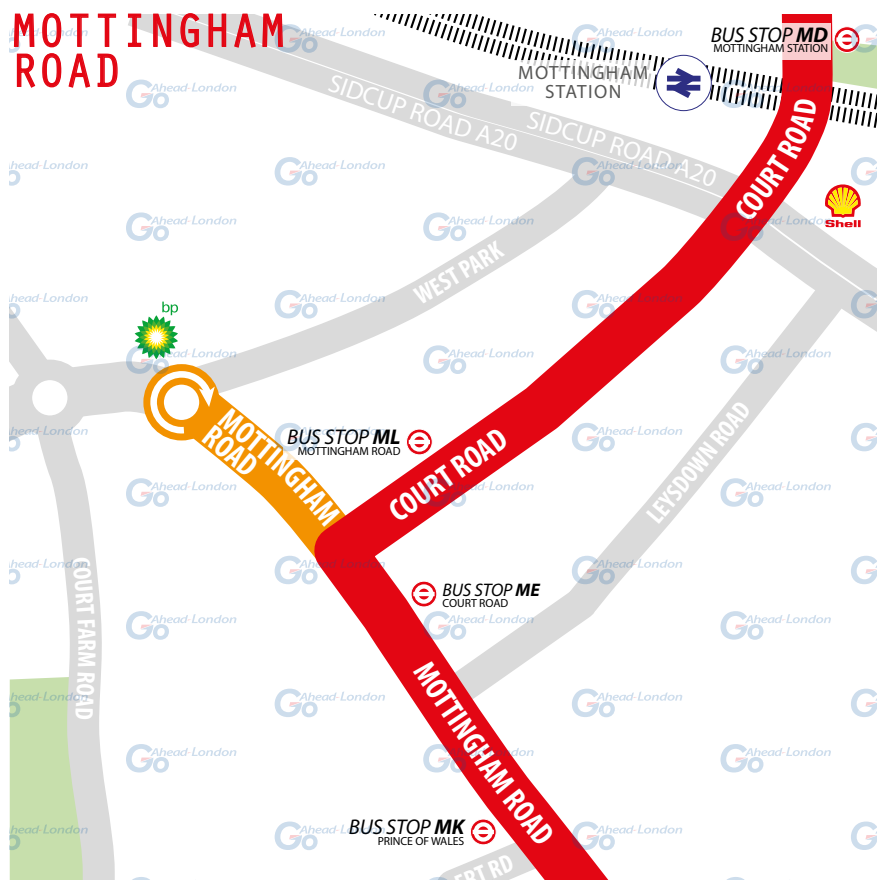 MOTTINGHAM
ROAD
BUS STOP MD
MOTTINGHAM STATION
MOTTINGHAM
STATION
SIDCUP ROAD A20
SIDCUP ROAD A20
COURT ROAD
Shell
WEST PARK
bp
MOTTINGHAM
ROAD
BUS STOP ML
MOTTINGHAM ROAD
COURT ROAD
LEYSDOWN ROAD
BUS STOP ME
COURT ROAD
COURT FARM ROAD
MOTTINGHAM ROAD
BUS STOP MK
PRINCE OF WALES
ERT RD
Go Ahead-London